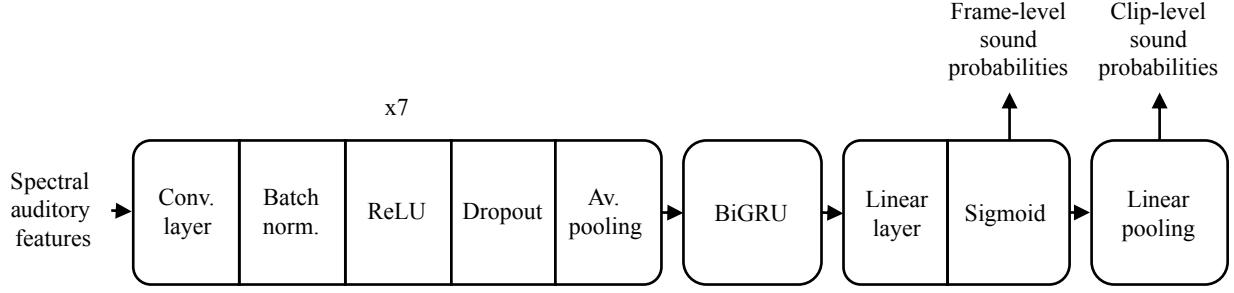 Frame-level
sound
probabilities
Clip-level
sound
probabilities
x7
Spectral
auditory
features
Conv.
layer
Batch
norm.
ReLU
Dropout
Av.
pooling
BiGRU
Linear
layer
Sigmoid
Linear
pooling